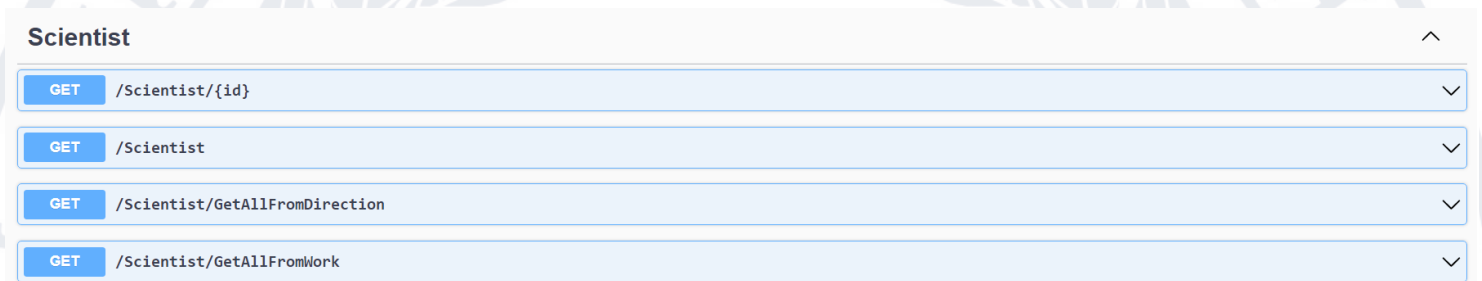 Scientist
GET /Scientist/{id}
GET /Scientist
GET /Scientist/GetAllFromDirection
GET /Scientist/GetAllFromWork